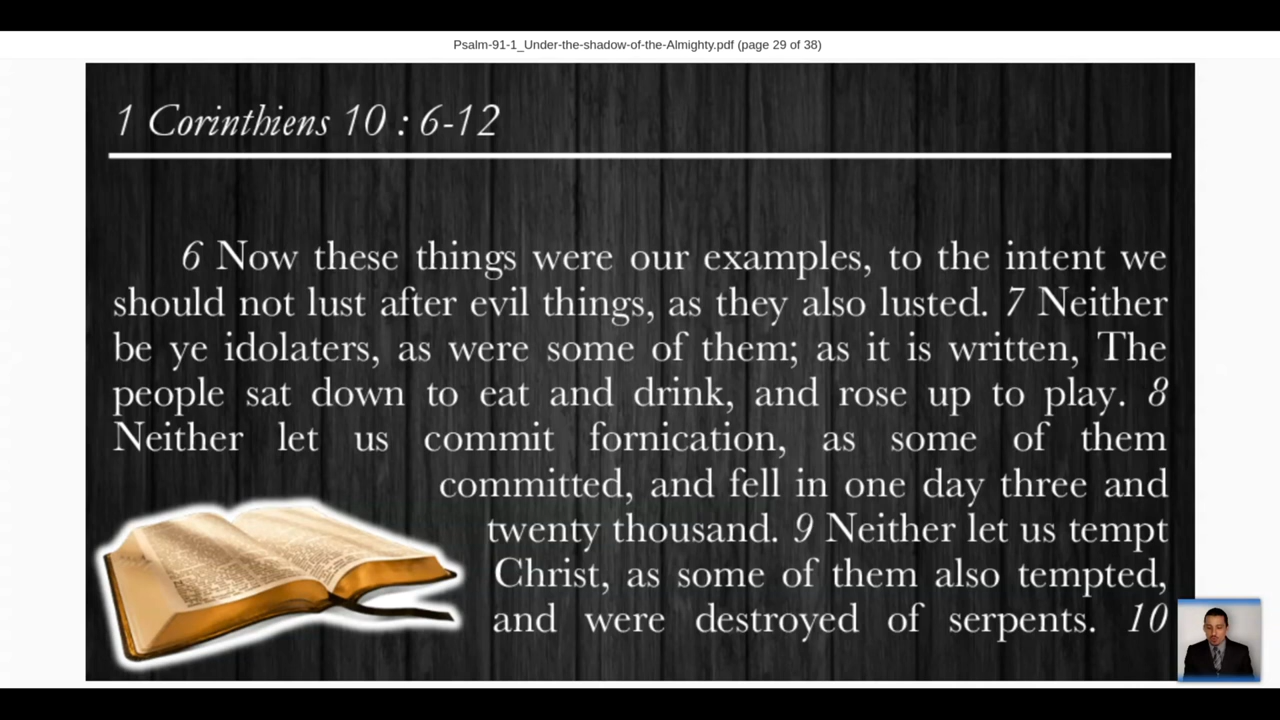 Psalm-91-1_Under-the-shadow-of-the-Almighty.pdf (page 29 of 38)
1 Corinthiens 10 : 6-12
6 Now these things were our examples, to the intent we
should not lust after evil things, as they also lusted. 7 Neither
be ye idolaters, as were some of them; as it is written, The
people sat down to eat and drink, and rose up to play. 8
Neither let us commit fornication, as some of them
committed, and fell in one day three and
twenty thousand. 9 Neither let us tempt
Christ, as some of them also tempted,
and were destroyed of serpents. 10